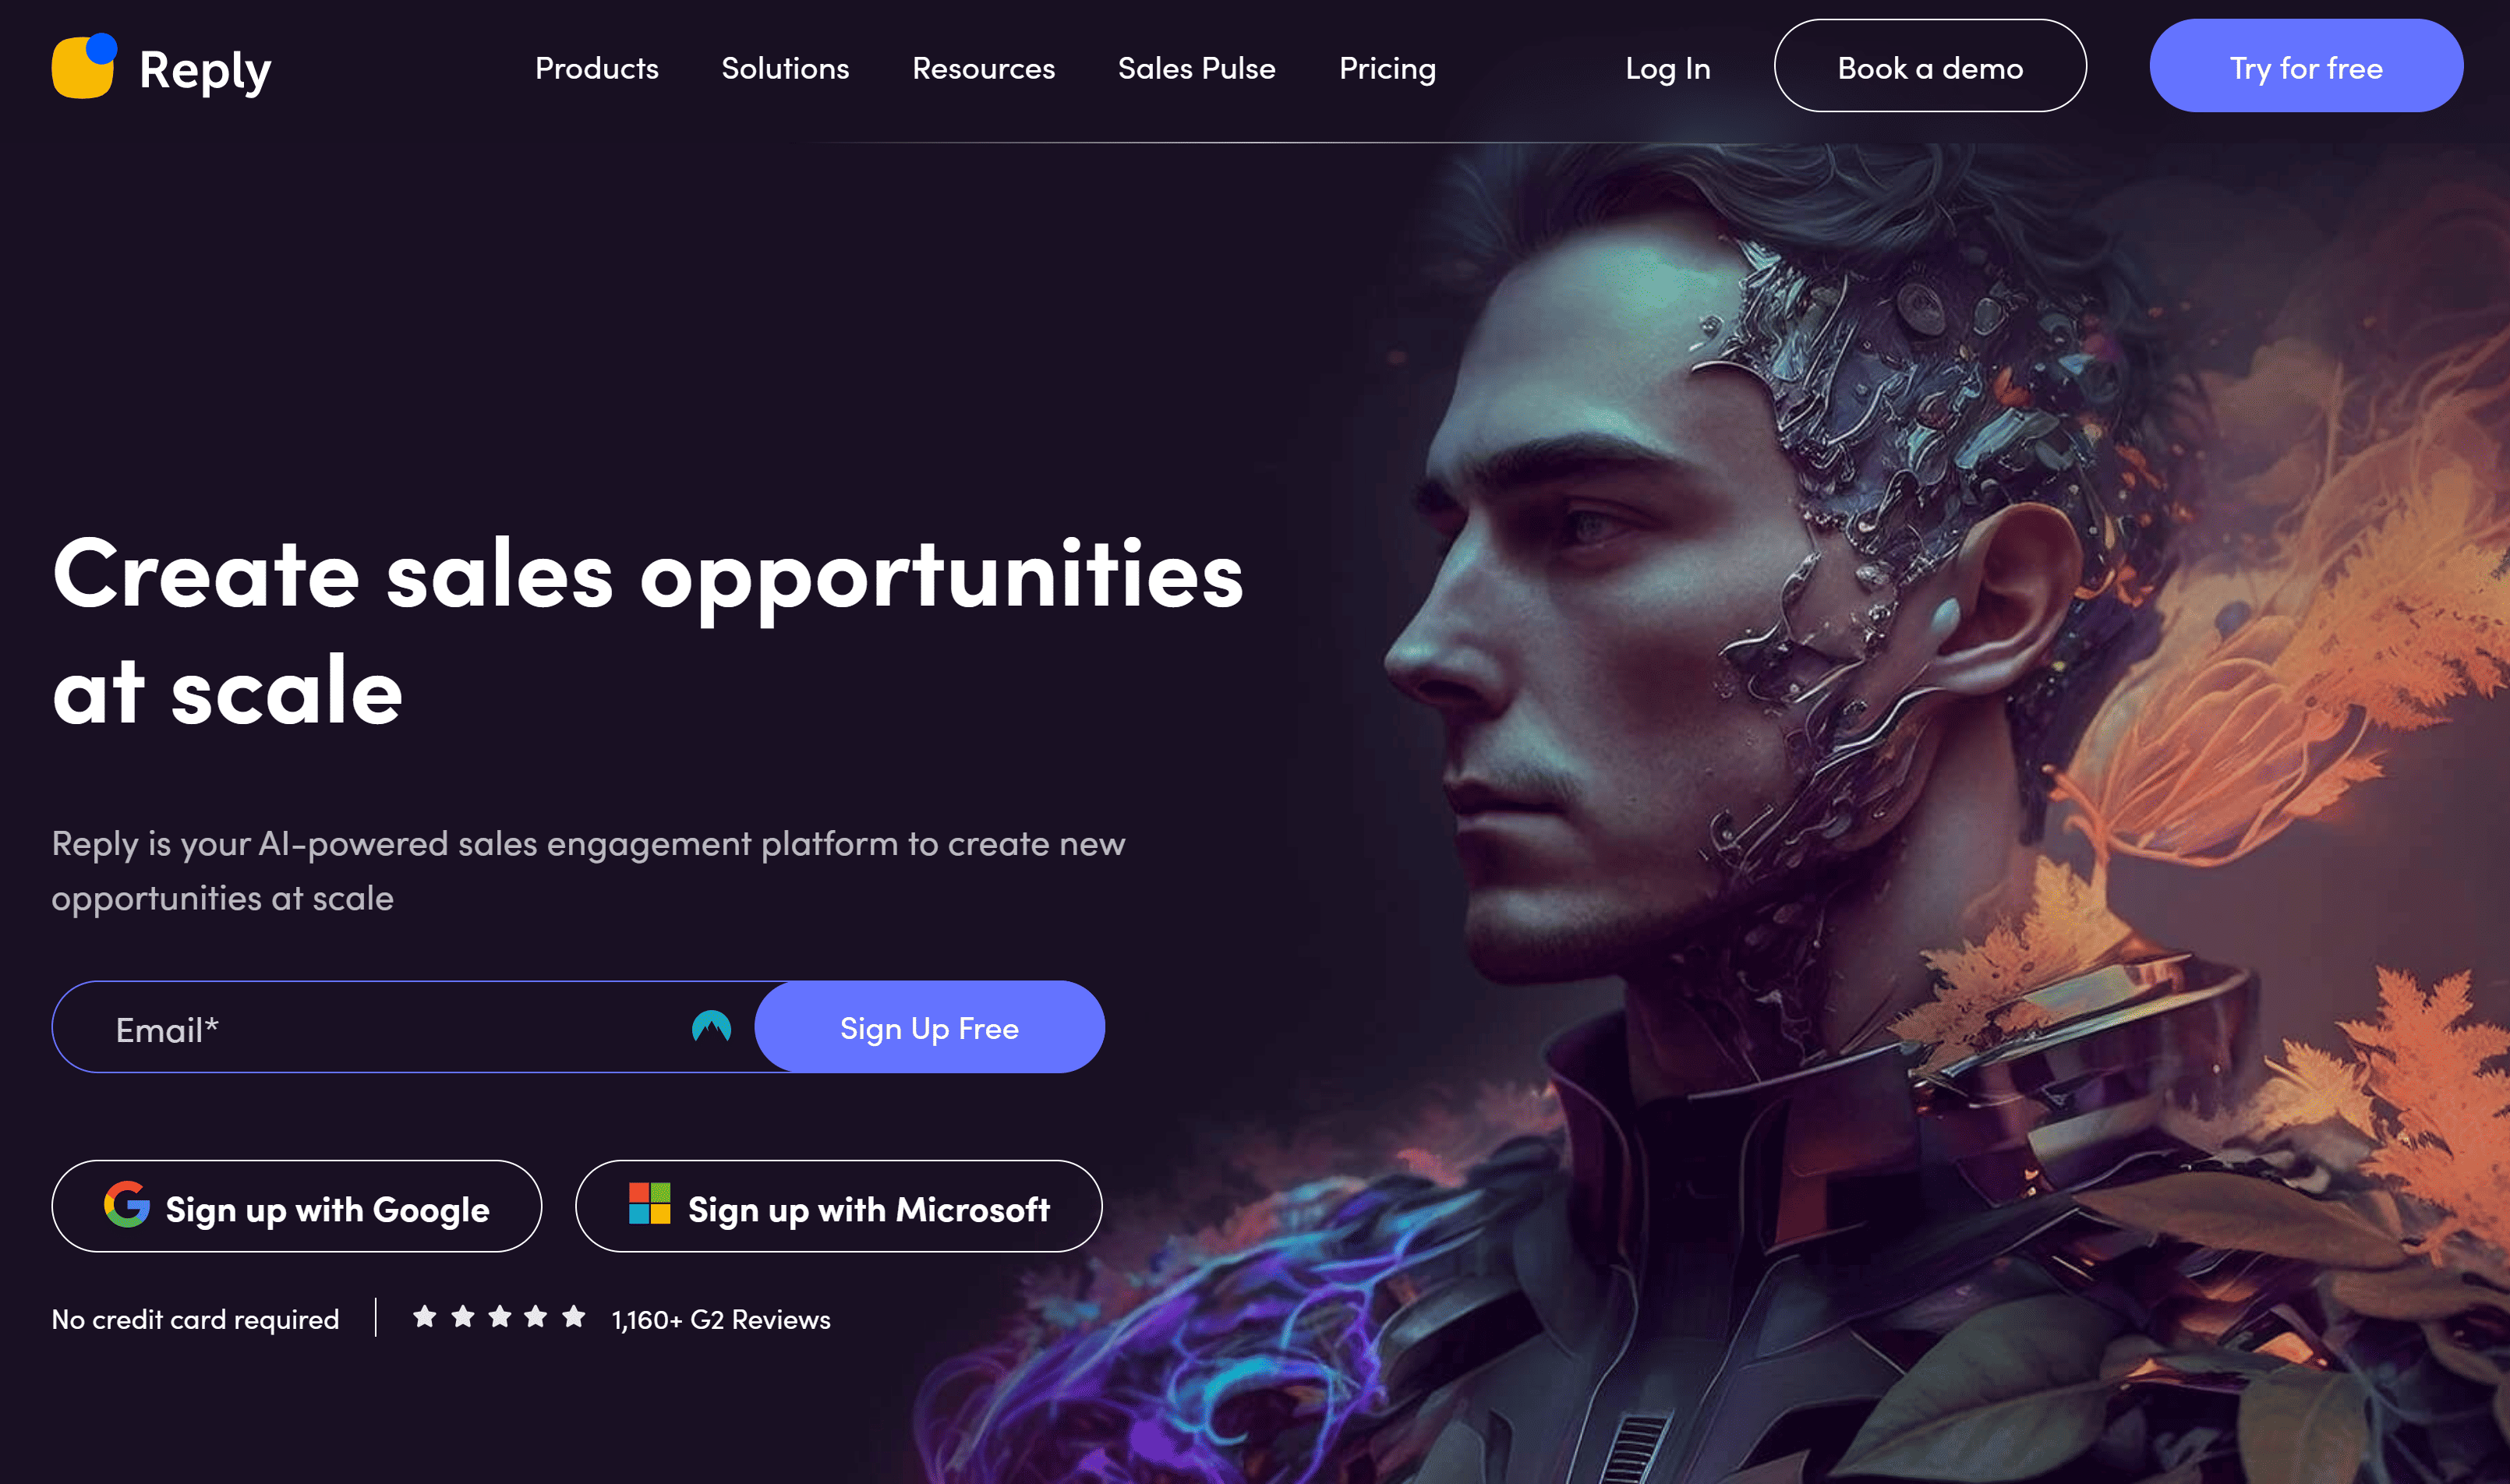 Reply
Products
Solutions
Resources
Sales Pulse
Pricing
Log In
Book a demo
Try for free
Create sales opportunities
at scale
Reply is your AI-powered sales engagement platform to create new
opportunities at scale
Email*
Sign Up Free
Sign up with Google
Sign up with Microsoft
No credit card required
1,160+ G2 Reviews